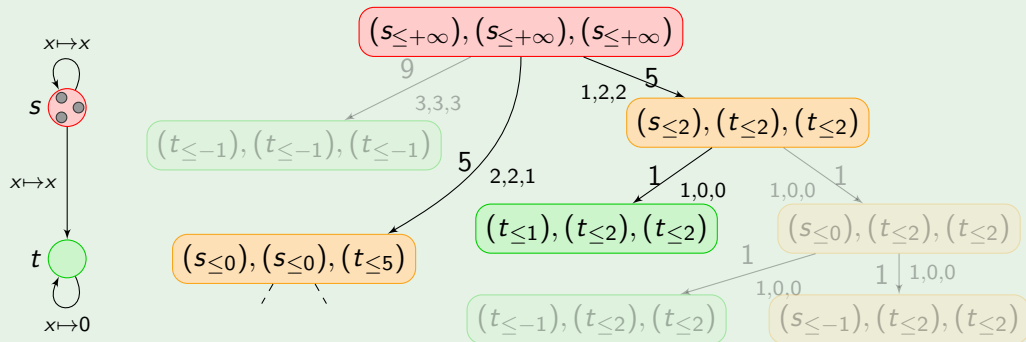 (s≤+∞), (s≤+∞), (s≤+∞)
x↦x
9
5
5
s
3,3,3
1,2,2
(s≤2), (t≤2), (t≤2)
(t≤−1), (t≤−1), (t≤−1)
5
2,2,1
1
1
x↦x
1,0,0
1,0,0
(t≤1), (t≤2), (t≤2)
(s≤0), (t≤2), (t≤2)
t
(s≤0), (s≤0), (t≤5)
1
1
1,0,0
1,0,0
x↦0
(t≤−1), (t≤2), (t≤2)
(s≤−1), (t≤2), (t≤2)